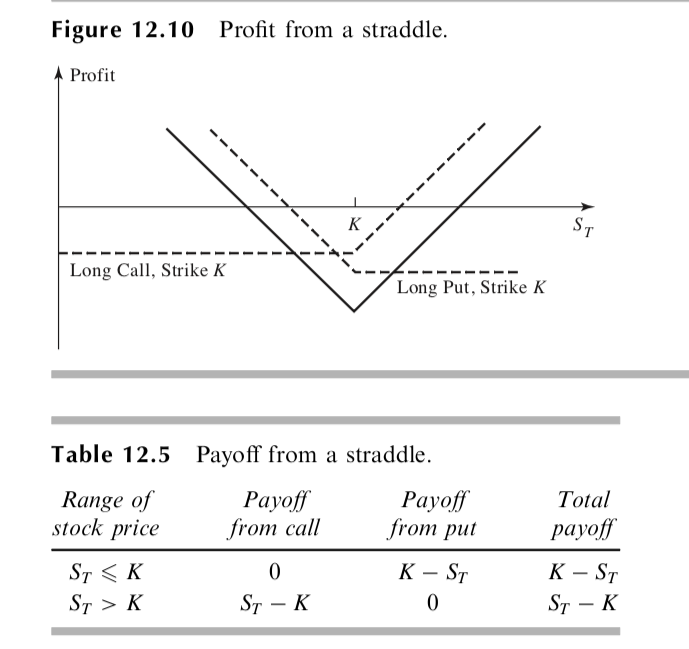 Figure 12.10 Profit from a straddle.
Profit
K
S_T
Long Call, Strike K
Long Put, Strike K
Table 12.5 Payoff from a straddle.
Range of stock price Payoff from call Payoff from put Total payoff
S_T ⩽ K 0 K − S_T K − S_T
S_T > K S_T − K 0 S_T − K